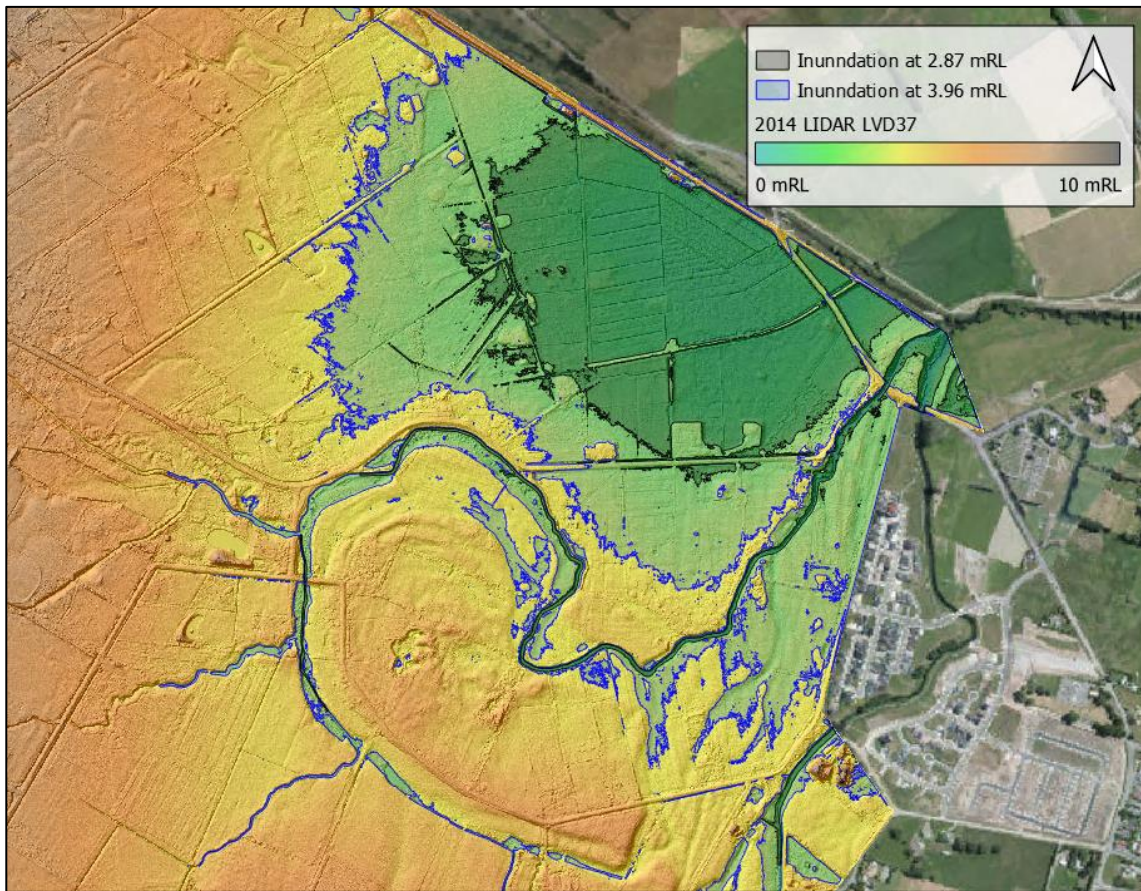 Inunndation at 2.87 mRL
Inunndation at 3.96 mRL
2014 LIDAR LVD37
0 mRL 10 mRL